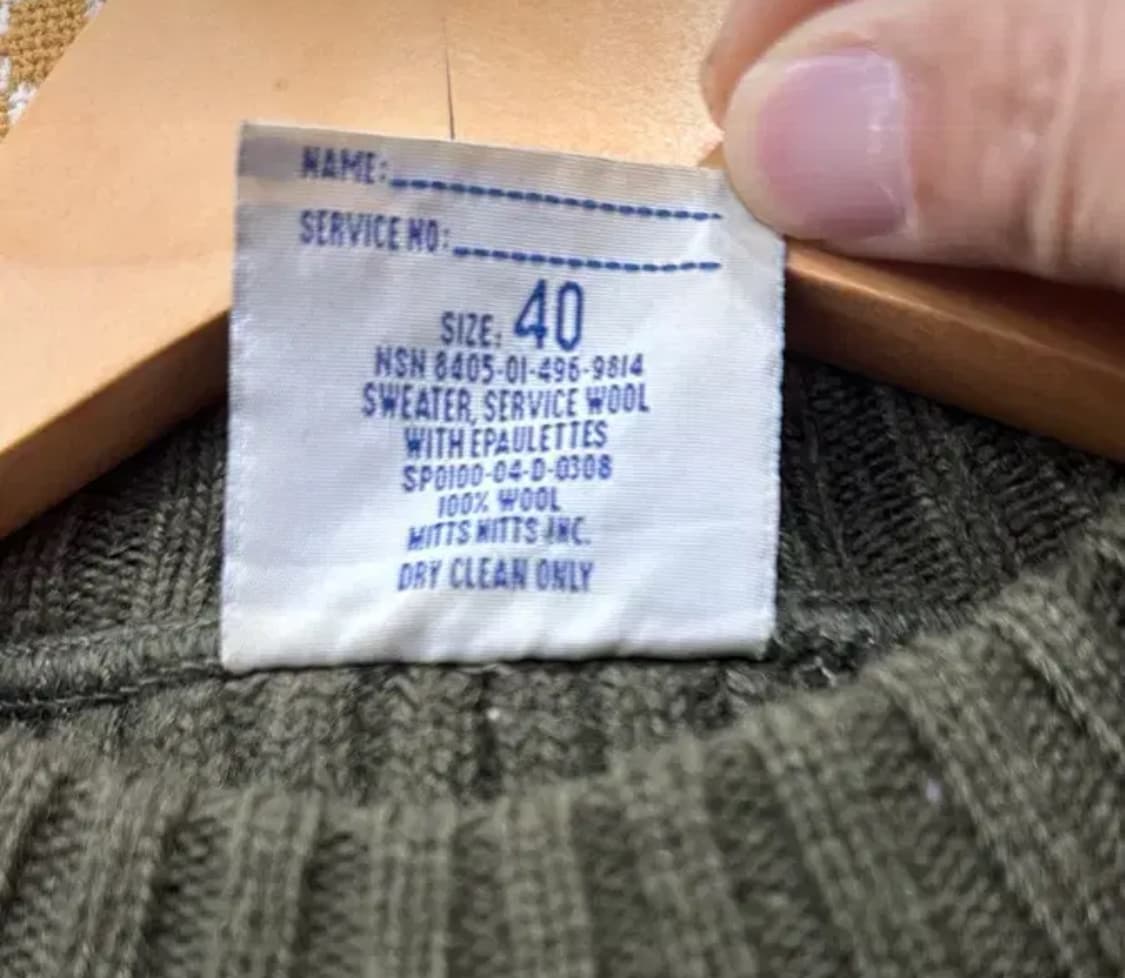 NAME:
SERVICE NO:
SIZE: 40
NSN 8405-01-496-9814
SWEATER, SERVICE WOOL
WITH EPAULETTES
SP0100-04-D-0308
100% WOOL
MITTS NITTS INC.
DRY CLEAN ONLY